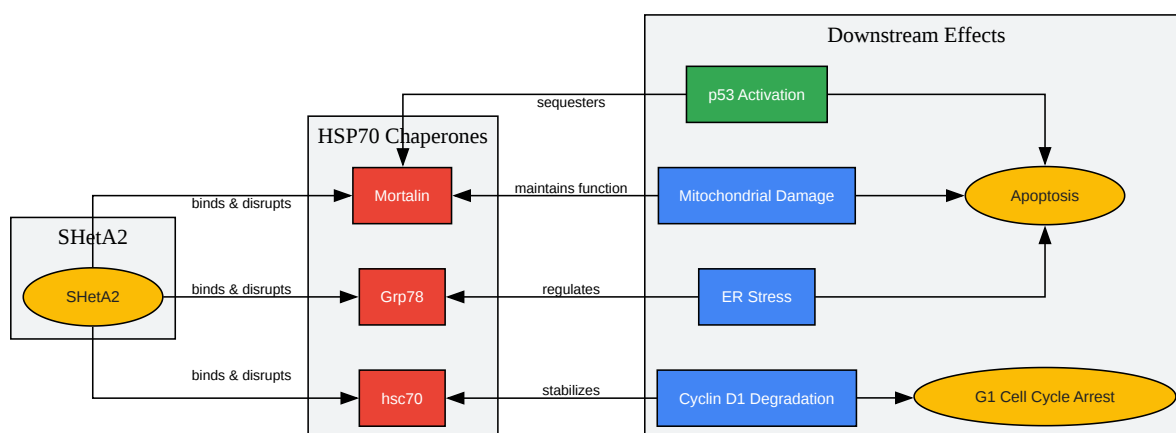 Downstream Effects
p53 Activation
sequesters
HSP70 Chaperones
Mortalin
maintains function
Mitochondrial Damage
Apoptosis
binds & disrupts
SHetA2
SHetA2
binds & disrupts
Grp78
regulates
ER Stress
binds & disrupts
hsc70
stabilizes
Cyclin D1 Degradation
G1 Cell Cycle Arrest